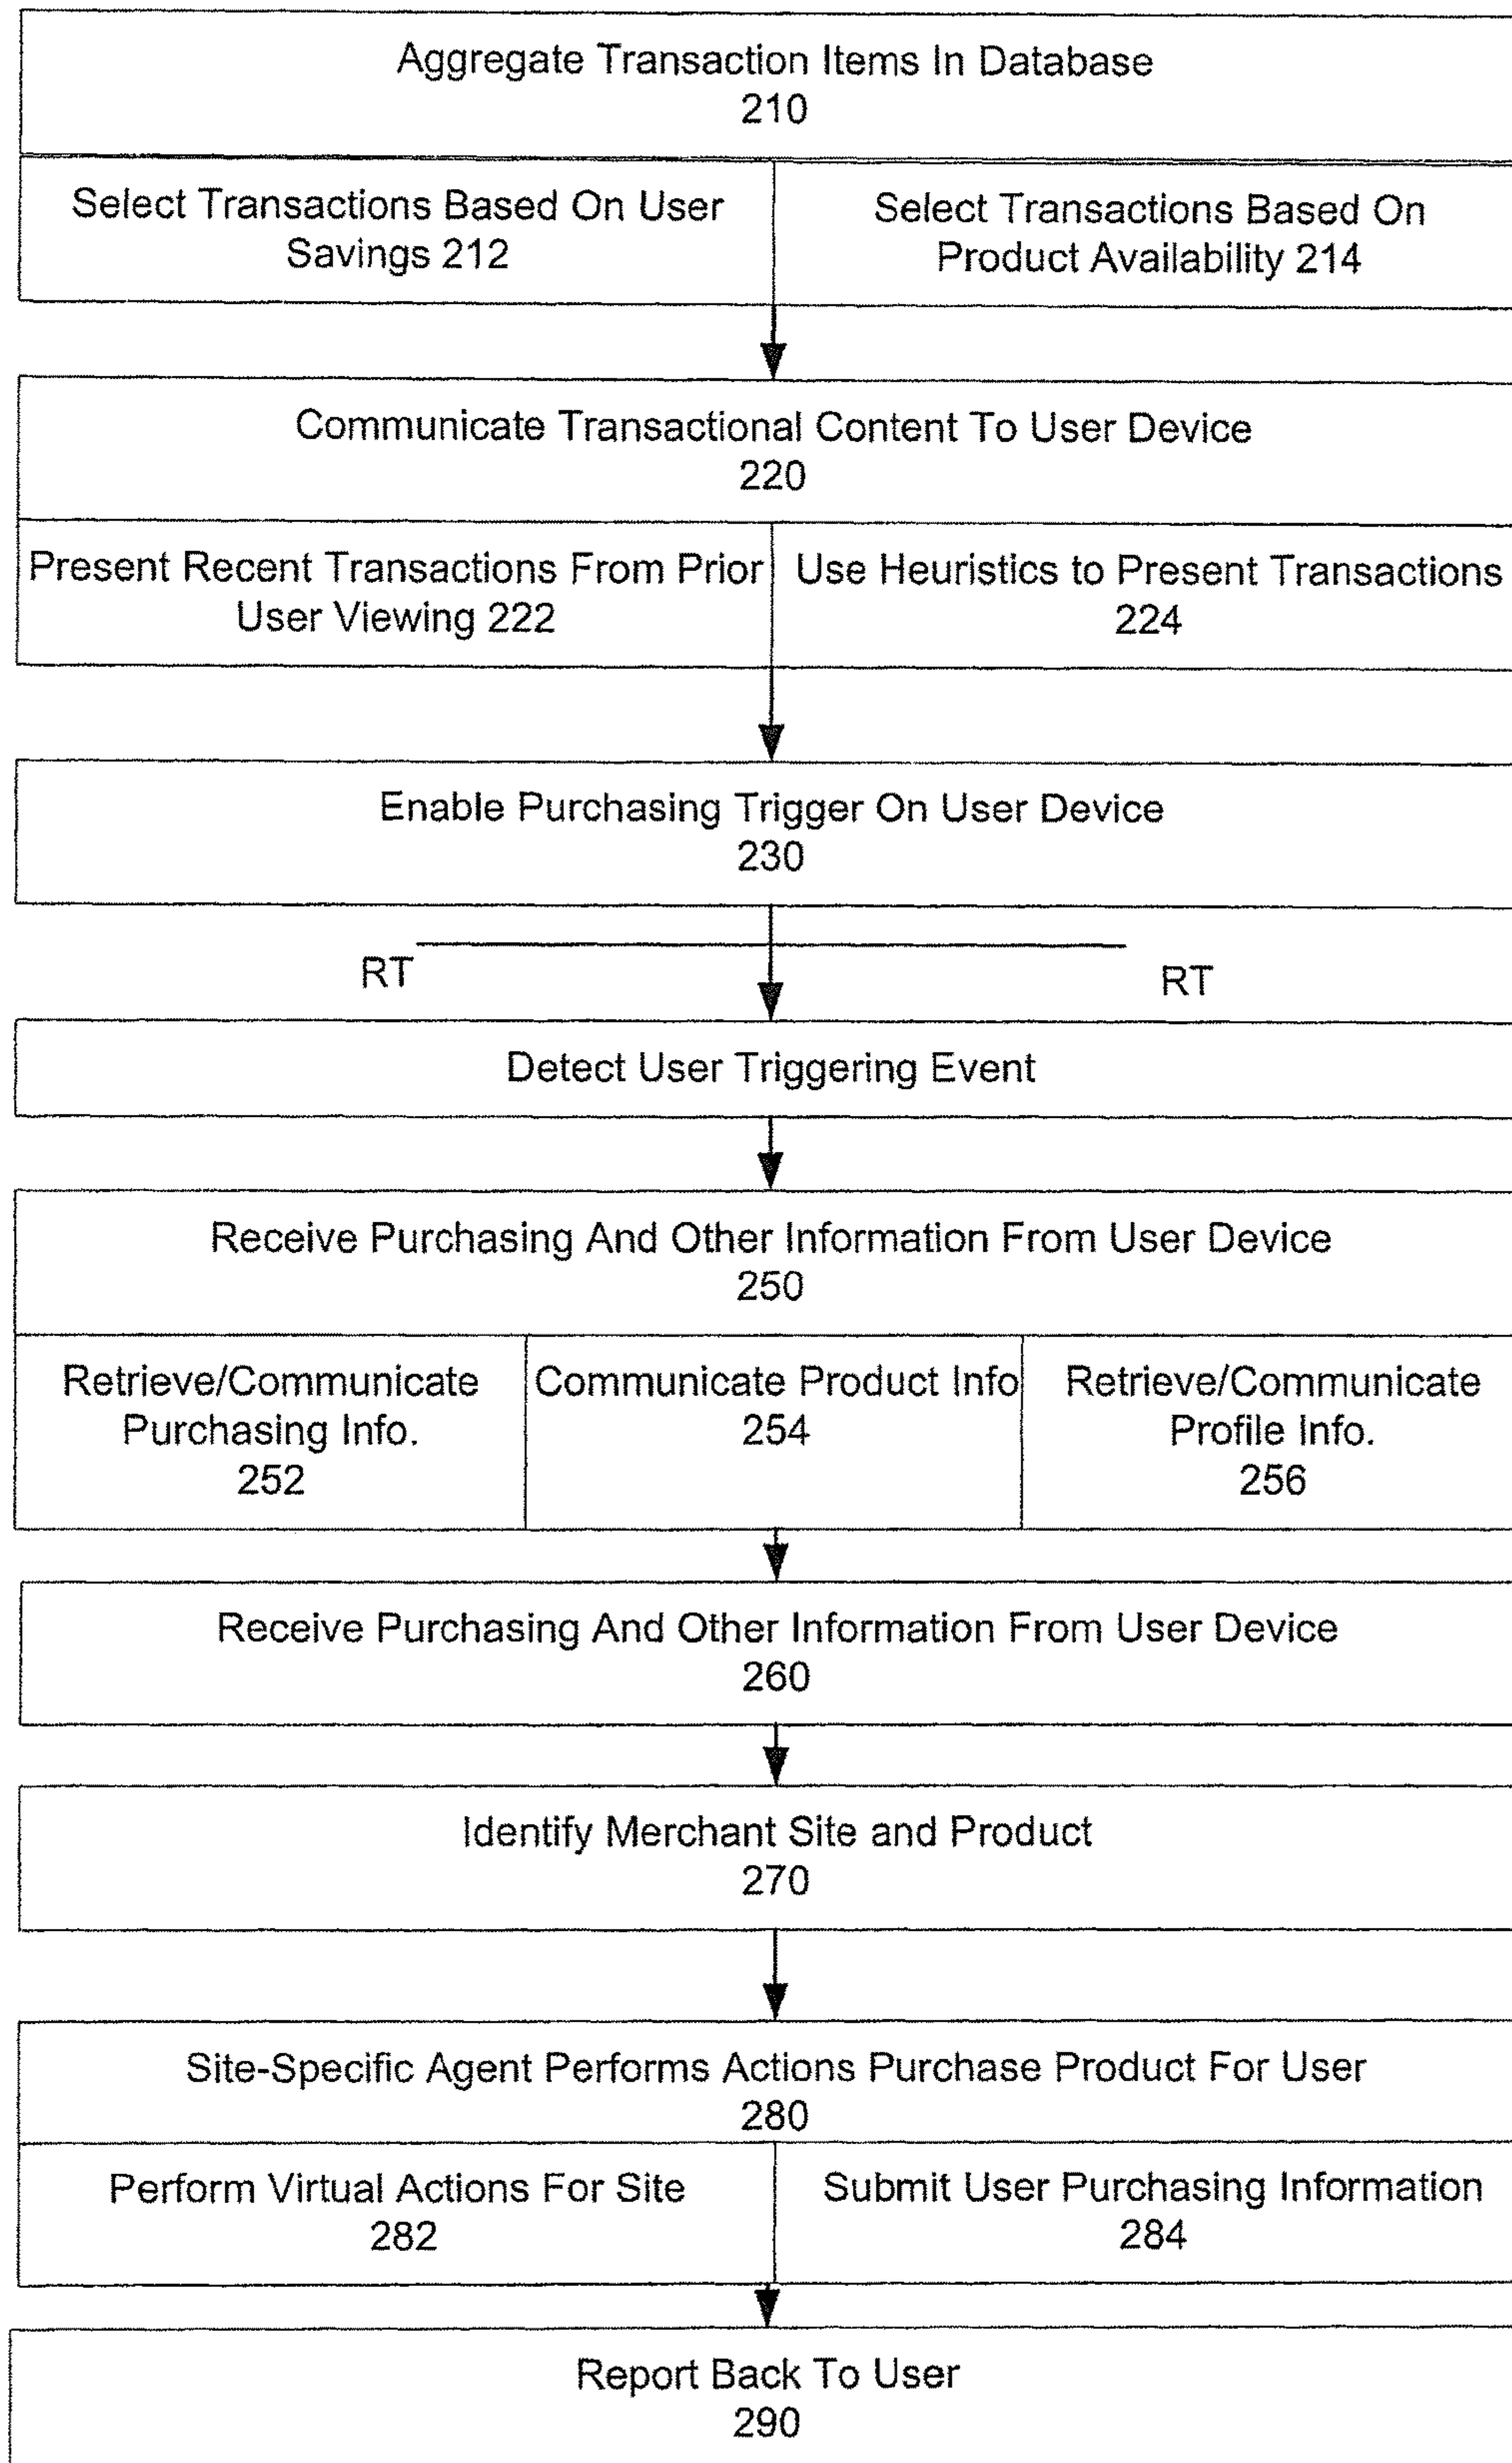 Aggregate Transaction Items In Database
210
Select Transactions Based On User
Savings 212
Select Transactions Based On
Product Availability 214
Communicate Transactional Content To User Device
220
Present Recent Transactions From Prior
User Viewing 222
Use Heuristics to Present Transactions
224
Enable Purchasing Trigger On User Device
230
RT
RT
Detect User Triggering Event
Receive Purchasing And Other Information From User Device
250
Retrieve/Communicate
Purchasing Info.
252
Communicate Product Info
254
Retrieve/Communicate
Profile Info.
256
Receive Purchasing And Other Information From User Device
260
Identify Merchant Site and Product
270
Site-Specific Agent Performs Actions Purchase Product For User
280
Perform Virtual Actions For Site
282
Submit User Purchasing Information
284
Report Back To User
290